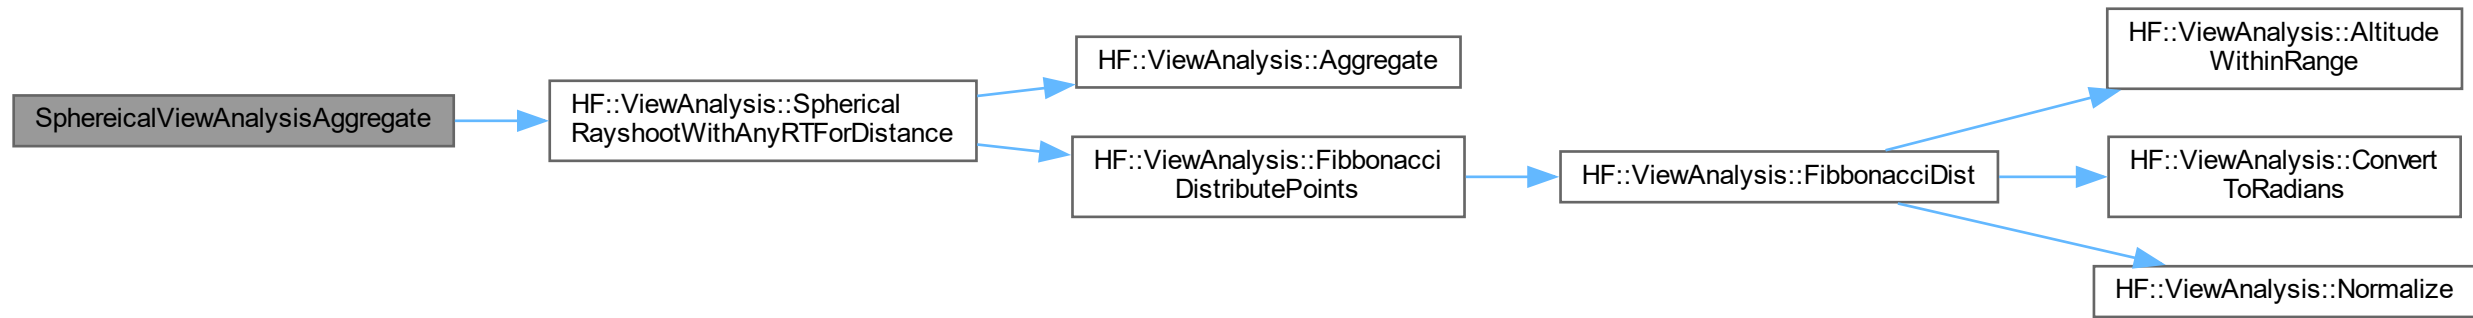 SphereicalViewAnalysisAggregate
HF::ViewAnalysis::Spherical
RayshootWithAnyRTForDistance
HF::ViewAnalysis::Aggregate
HF::ViewAnalysis::Fibbonacci
DistributePoints
HF::ViewAnalysis::FibbonacciDist
HF::ViewAnalysis::Altitude
WithinRange
HF::ViewAnalysis::Convert
ToRadians
HF::ViewAnalysis::Normalize